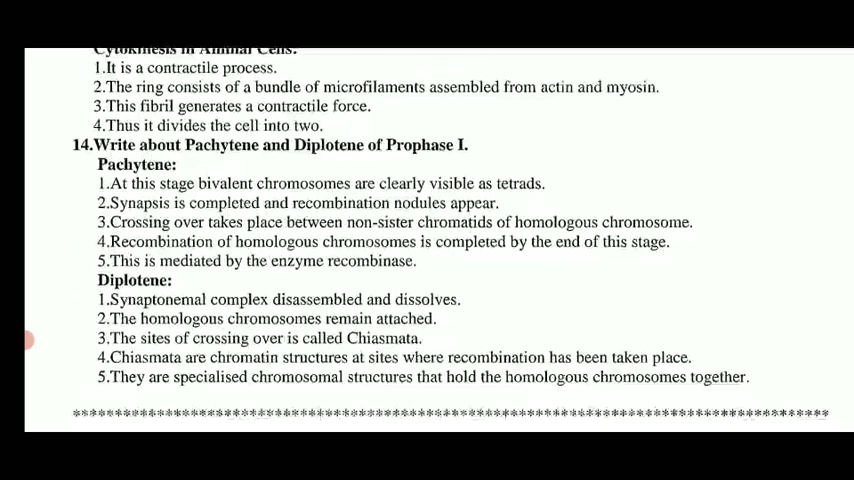 Cytokinesis in Animal Cells:
1.It is a contractile process.
2.The ring consists of a bundle of microfilaments assembled from actin and myosin.
3.This fibril generates a contractile force.
4.Thus it divides the cell into two.
14.Write about Pachytene and Diplotene of Prophase I.
Pachytene:
1.At this stage bivalent chromosomes are clearly visible as tetrads.
2.Synapsis is completed and recombination nodules appear.
3.Crossing over takes place between non-sister chromatids of homologous chromosome.
4.Recombination of homologous chromosomes is completed by the end of this stage.
5.This is mediated by the enzyme recombinase.
Diplotene:
1.Synaptonemal complex disassembled and dissolves.
2.The homologous chromosomes remain attached.
3.The sites of crossing over is called Chiasmata.
4.Chiasmata are chromatin structures at sites where recombination has been taken place.
5.They are specialised chromosomal structures that hold the homologous chromosomes together.